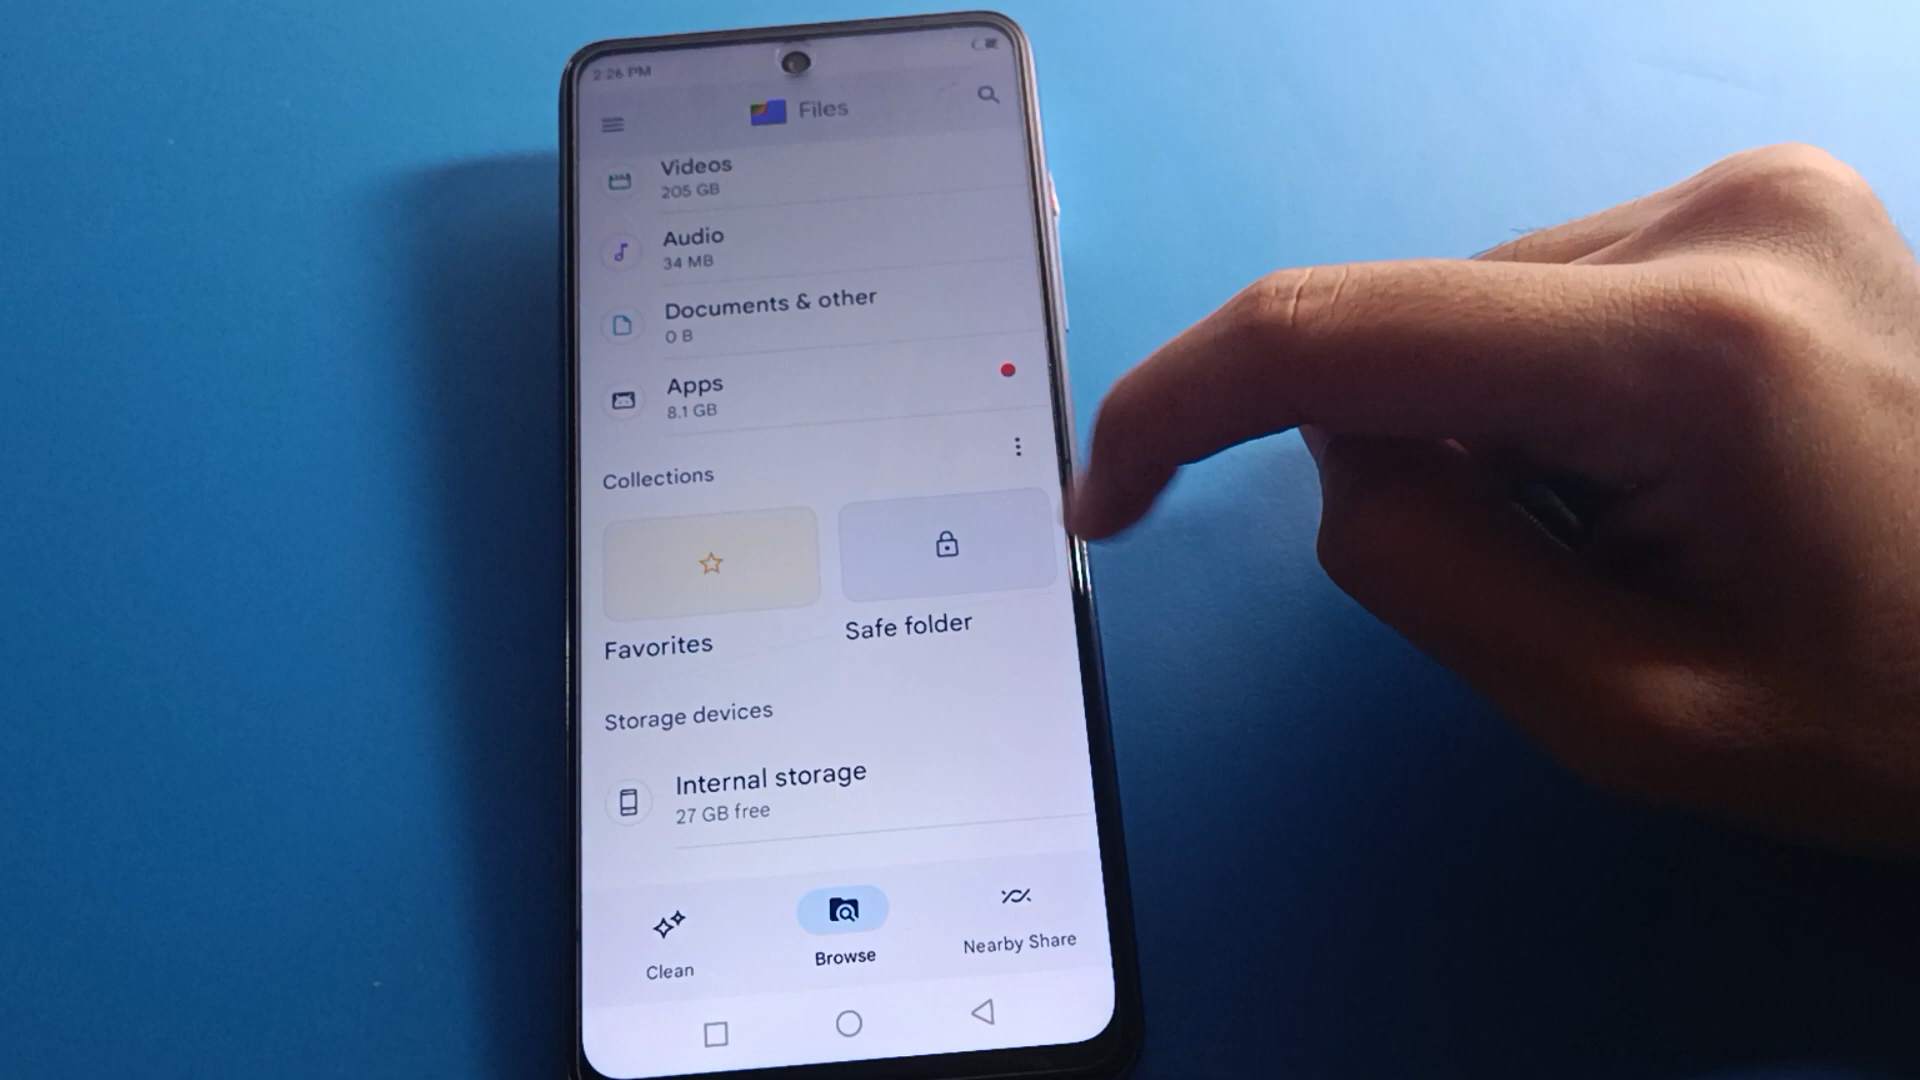 2:26 PM
Files
Videos
205 GB
Audio
34 MB
Documents & other
0 B
Apps
8.1 GB
Collections
Favorites
Safe folder
Storage devices
Internal storage
27 GB free
Clean
Browse
Nearby Share